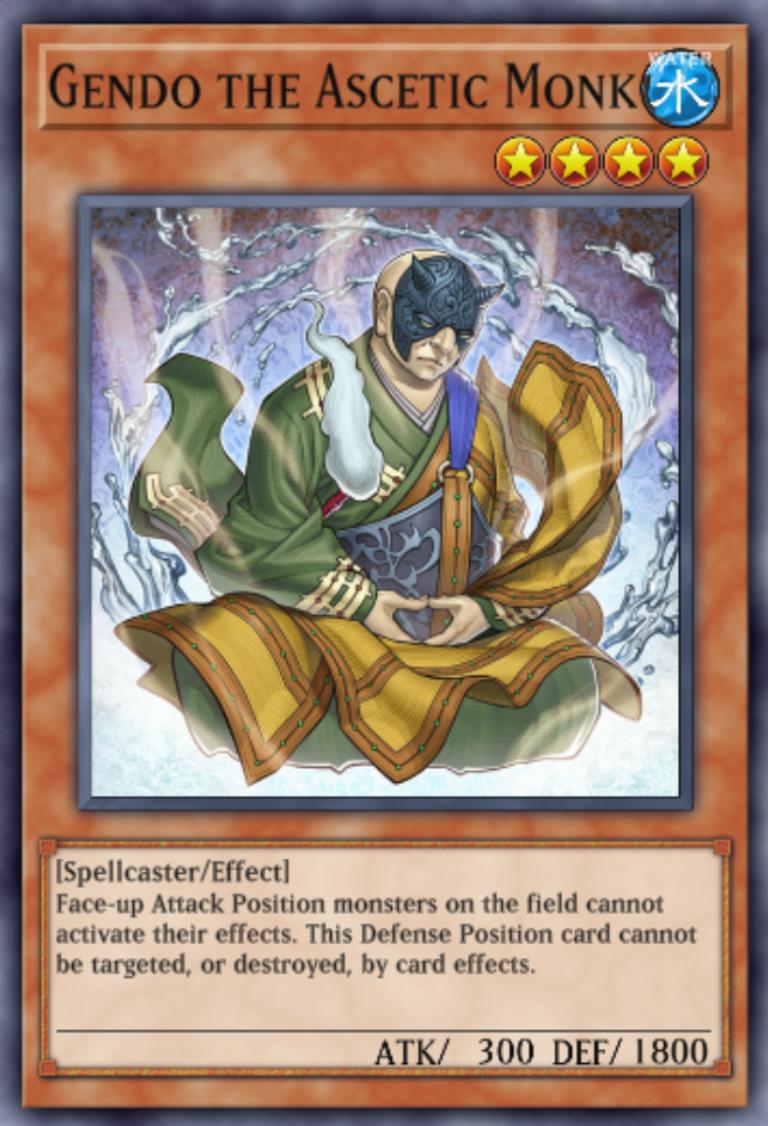 GENDO THE ASCETIC MONK
WATER
水
[Spellcaster/Effect]
Face-up Attack Position monsters on the field cannot
activate their effects. This Defense Position card cannot
be targeted, or destroyed, by card effects.
ATK/ 300 DEF/ 1800